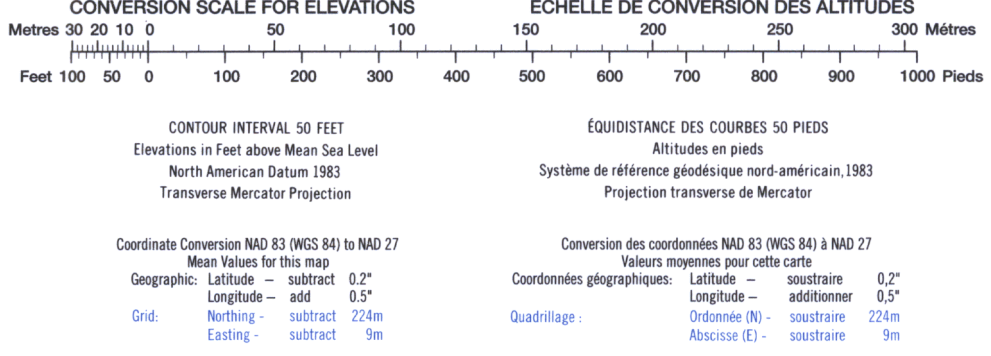 CONVERSION SCALE FOR ELEVATIONS ECHELLE DE CONVERSION DES ALTITUDES
Metres 30 20 10 0 50 100 150 200 250 300 Métres
Feet 100 50 0 100 200 300 400 500 600 700 800 900 1000 Pieds
CONTOUR INTERVAL 50 FEET
Elevations in Feet above Mean Sea Level
North American Datum 1983
Transverse Mercator Projection
ÉQUIDISTANCE DES COURBES 50 PIEDS
Altitudes en pieds
Système de référence géodésique nord-américain, 1983
Projection transverse de Mercator
Coordinate Conversion NAD 83 (WGS 84) to NAD 27
Mean Values for this map
Geographic: Latitude – subtract 0.2"
Longitude – add 0.5"
Grid: Northing - subtract 224m
Easting - subtract 9m
Conversion des coordonnées NAD 83 (WGS 84) à NAD 27
Valeurs moyennes pour cette carte
Coordonnées géographiques: Latitude – soustraire 0,2"
Longitude – additionner 0,5"
Quadrillage : Ordonnée (N) - soustraire 224m
Abscisse (E) - soustraire 9m